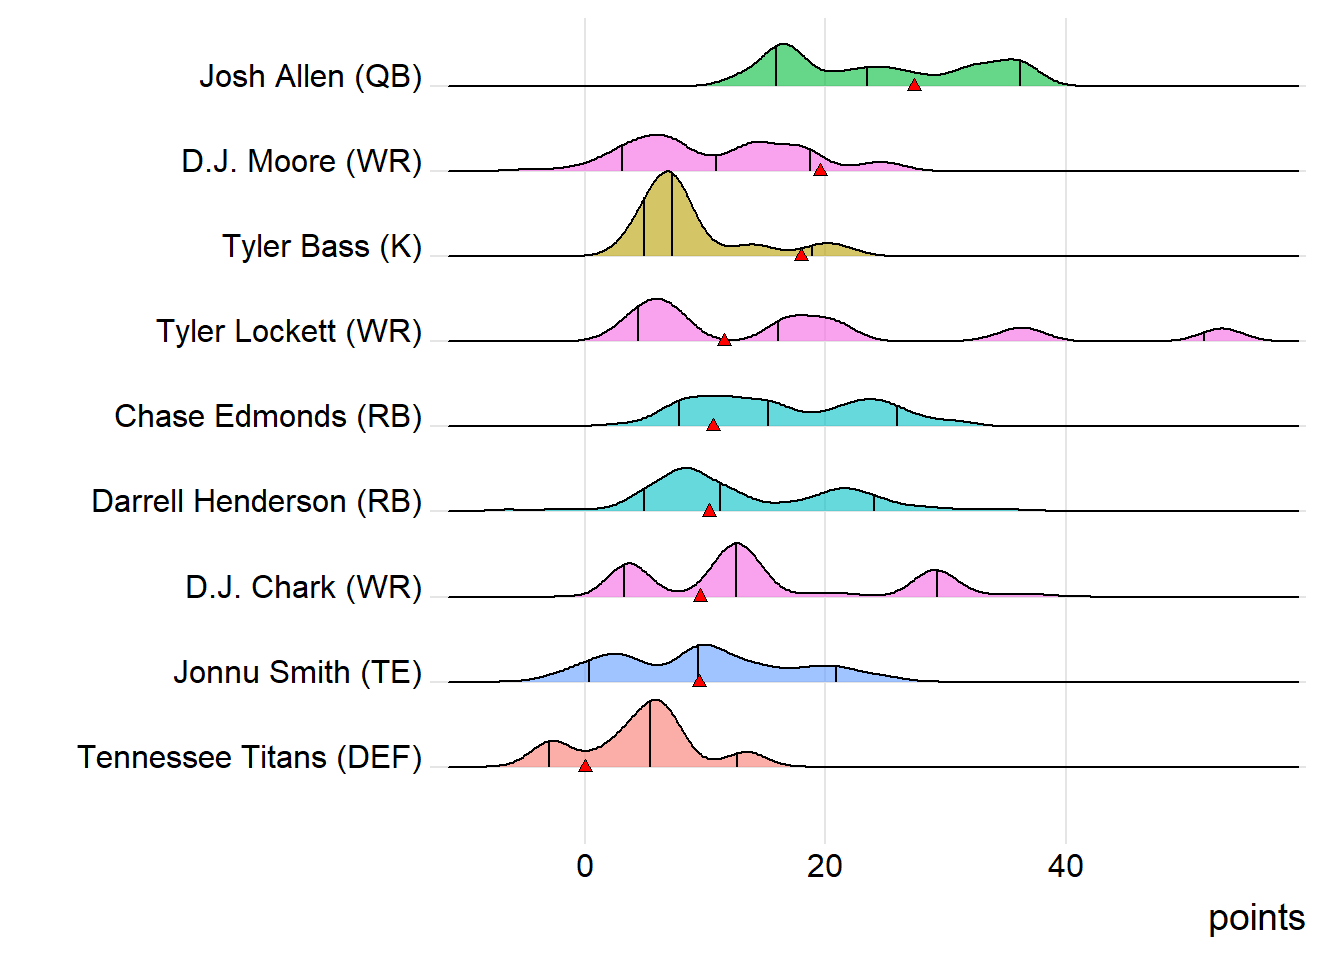 Josh Allen (QB)
D.J. Moore (WR)
Tyler Bass (K)
Tyler Lockett (WR)
Chase Edmonds (RB)
Darrell Henderson (RB)
D.J. Chark (WR)
Jonnu Smith (TE)
Tennessee Titans (DEF)
0 20 40
points